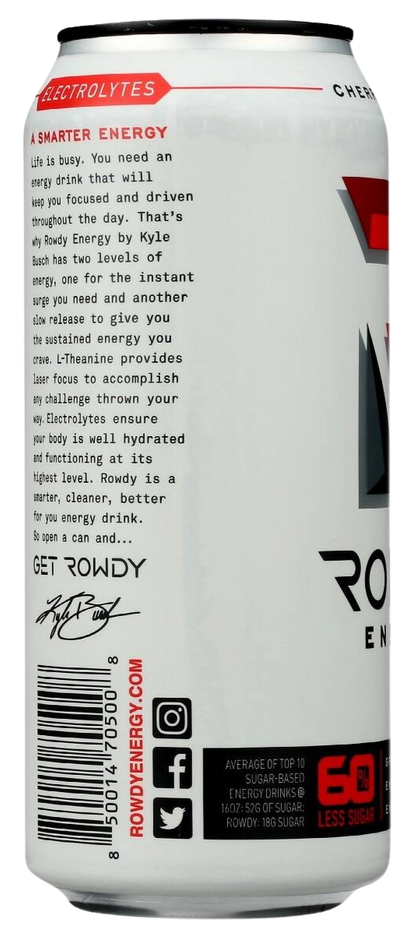 ELECTROLYTES
CHERR
A SMARTER ENERGY
Life is busy. You need an
energy drink that will
keep you focused and driven
throughout the day. That's
why Rowdy Energy by Kyle
Busch has two levels of
energy, one for the instant
surge you need and another
slow release to give you
the sustained energy you
crave. L-Theanine provides
laser focus to accomplish
any challenge thrown your
way. Electrolytes ensure
your body is well hydrated
and functioning at its
highest level. Rowdy is a
smarter, cleaner, better
for you energy drink.
So open a can and...
GET ROWDY
Kyle Busch
RO
EN
8 50014 70500 8
ROWDYENERGY.COM
AVERAGE OF TOP 10
SUGAR-BASED
ENERGY DRINKS @
16OZ: 52G OF SUGAR;
ROWDY: 18G SUGAR
60%
LESS SUGAR